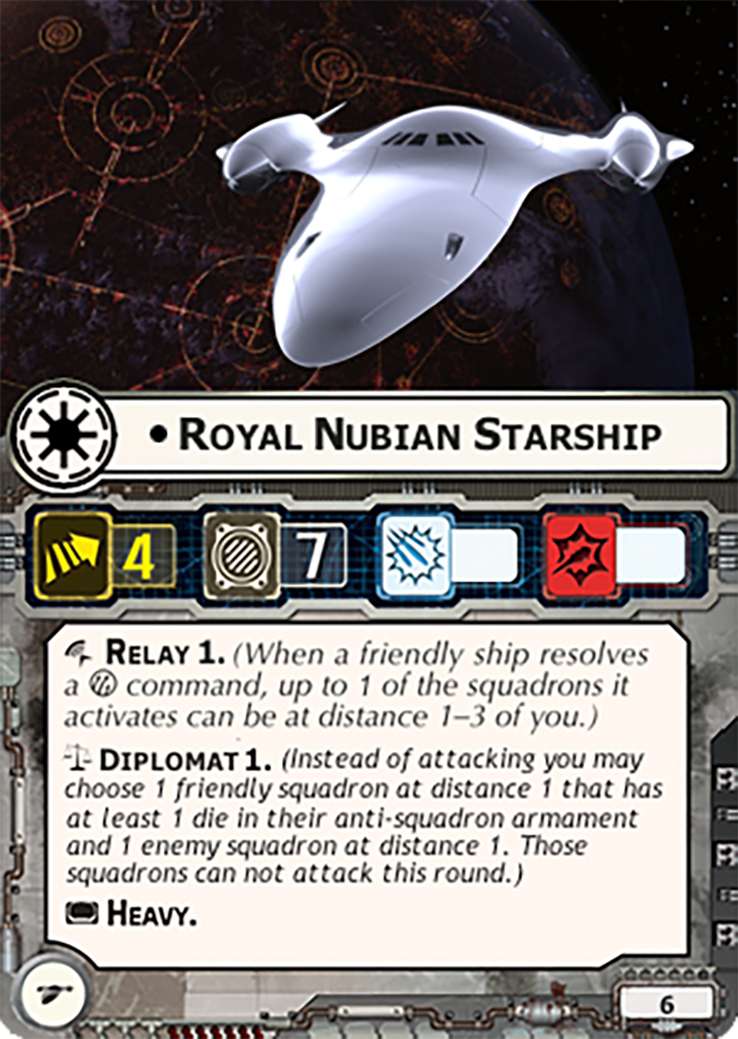 • ROYAL NUBIAN STARSHIP
4 7
RELAY 1. (When a friendly ship resolves
a command, up to 1 of the squadrons it
activates can be at distance 1–3 of you.)
DIPLOMAT 1. (Instead of attacking you may
choose 1 friendly squadron at distance 1 that has
at least 1 die in their anti-squadron armament
and 1 enemy squadron at distance 1. Those
squadrons can not attack this round.)
HEAVY.
6